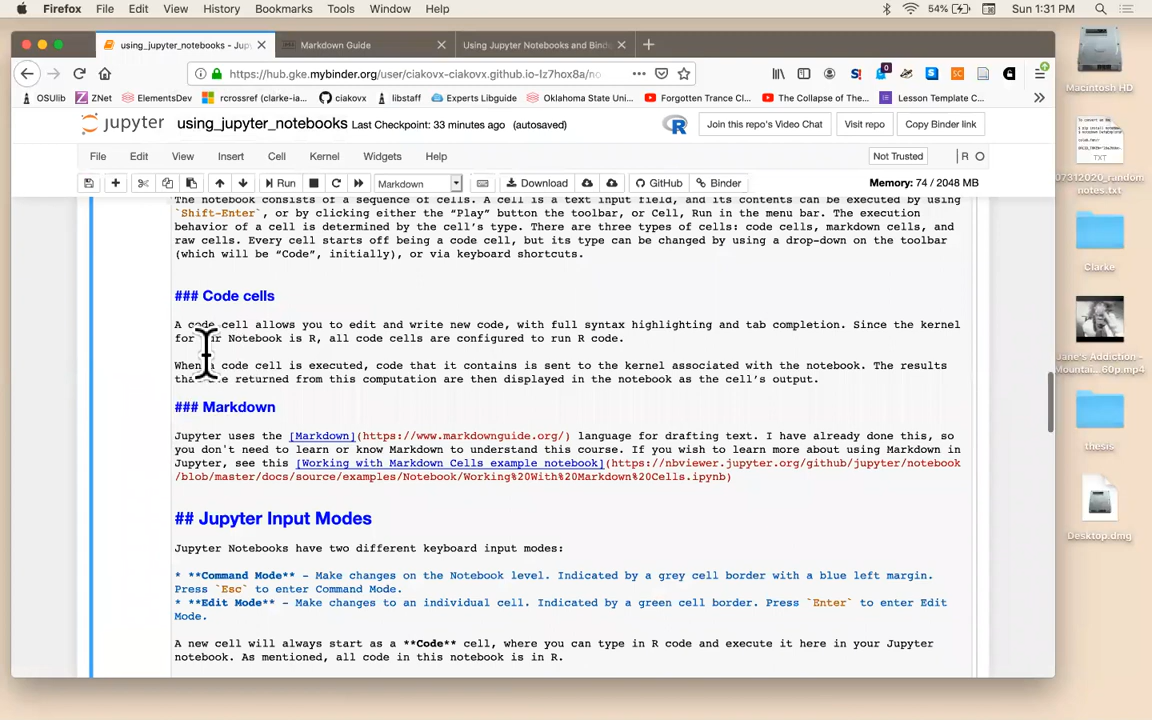 Firefox File Edit View History Bookmarks Tools Window Help 54% Sun 1:31 PM
using_jupyter_notebooks - Jup Markdown Guide Using Jupyter Notebooks and Bind
https://hub.gke.mybinder.org/user/ciakovx-ciakovx.github.io-lz7hox8a/no
OSUlib ZNet ElementsDev rcrossref (clarke-ia... ciakovx libstaff Experts Libguide Oklahoma State Uni... Forgotten Trance Cl... The Collapse of The... Lesson Template C...
jupyter using_jupyter_notebooks Last Checkpoint: 33 minutes ago (autosaved) Join this repo's Video Chat Visit repo Copy Binder link
File Edit View Insert Cell Kernel Widgets Help Not Trusted R
Run Markdown Download GitHub Binder Memory: 74 / 2048 MB
The notebook consists of a sequence of cells. A cell is a text input field, and its contents can be executed by using
`Shift-Enter`, or by clicking either the “Play” button the toolbar, or Cell, Run in the menu bar. The execution
behavior of a cell is determined by the cell’s type. There are three types of cells: code cells, markdown cells, and
raw cells. Every cell starts off being a code cell, but its type can be changed by using a drop-down on the toolbar
(which will be “Code”, initially), or via keyboard shortcuts.
### Code cells
A code cell allows you to edit and write new code, with full syntax highlighting and tab completion. Since the kernel
for our Notebook is R, all code cells are configured to run R code.
When a code cell is executed, code that it contains is sent to the kernel associated with the notebook. The results
that are returned from this computation are then displayed in the notebook as the cell’s output.
### Markdown
Jupyter uses the [Markdown](https://www.markdownguide.org/) language for drafting text. I have already done this, so
you don't need to learn or know Markdown to understand this course. If you wish to learn more about using Markdown in
Jupyter, see this [Working with Markdown Cells example notebook](https://nbviewer.jupyter.org/github/jupyter/notebook
/blob/master/docs/source/examples/Notebook/Working%20With%20Markdown%20Cells.ipynb)
## Jupyter Input Modes
Jupyter Notebooks have two different keyboard input modes:
* **Command Mode** - Make changes on the Notebook level. Indicated by a grey cell border with a blue left margin.
Press `Esc` to enter Command Mode.
* **Edit Mode** - Make changes to an individual cell. Indicated by a green cell border. Press `Enter` to enter Edit
Mode.
A new cell will always start as a **Code** cell, where you can type in R code and execute it here in your Jupyter
notebook. As mentioned, all code in this notebook is in R.
Macintosh HD
TXT
07312020_random
notes.txt
Clarke
Jane's Addiction -
Mountai...60p.mp4
thesis
Desktop.dmg